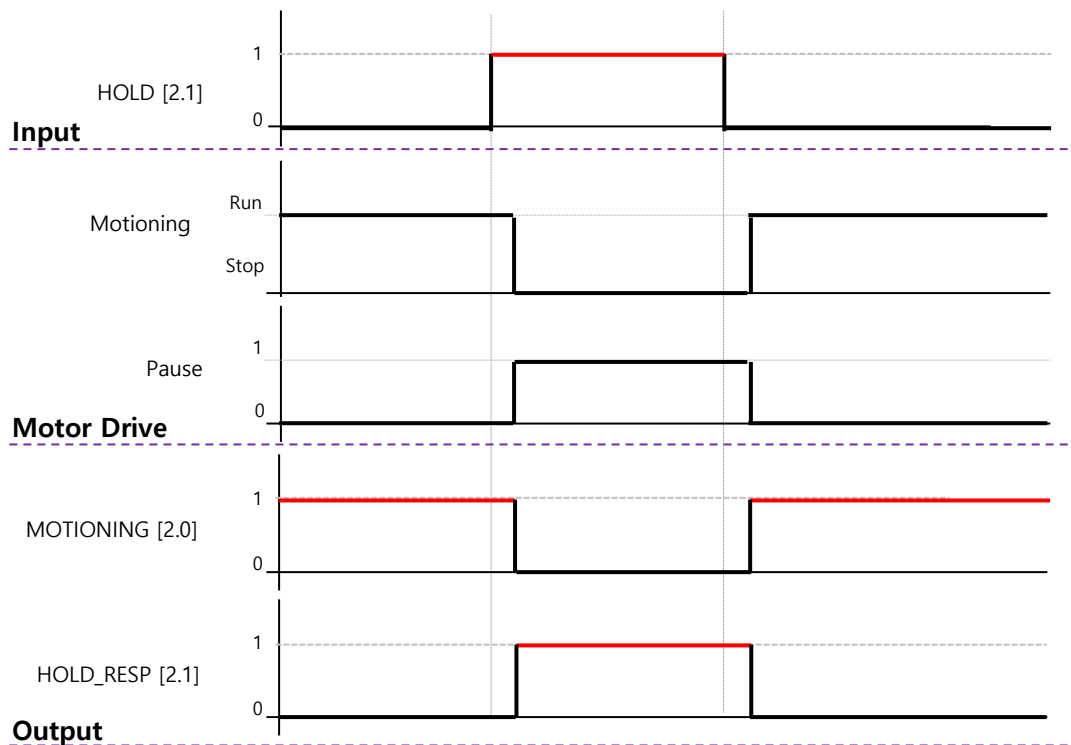 1
HOLD [2.1]
0
Input
Run
Motioning
Stop
1
Pause
0
Motor Drive
1
MOTIONING [2.0]
0
1
HOLD_RESP [2.1]
0
Output